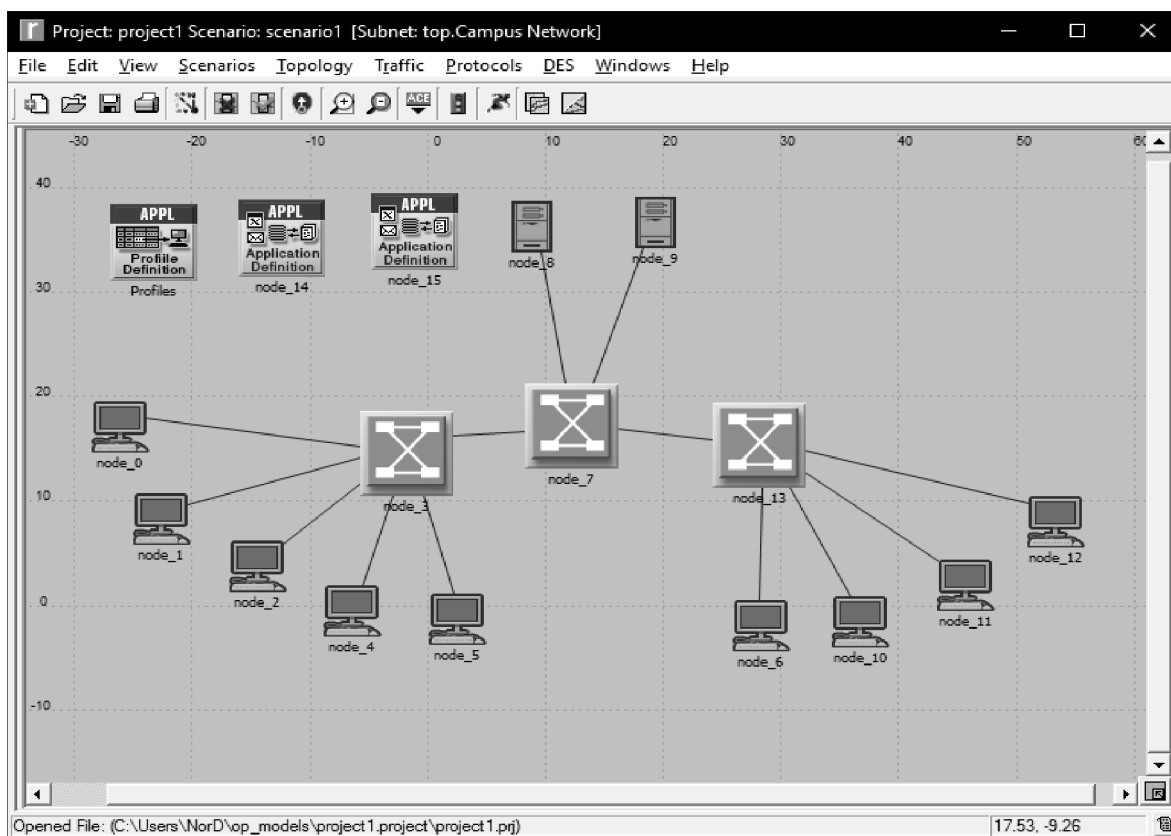 Project: project1 Scenario: scenario1 [Subnet: top.Campus Network]
File Edit View Scenarios Topology Traffic Protocols DES Windows Help
ACE
-30 -20 -10 0 10 20 30 40 50 60
40
APPL
Profile
Definition
Profiles
APPL
Application
Definition
node_14
APPL
Application
Definition
node_15
node_8
node_9
30
20
node_0
node_3
node_7
node_13
10
node_1
node_12
node_2
0
node_4
node_5
node_6
node_10
node_11
-10
Opened File: (C:\Users\NorD\op_models\project1.project\project1.prj)
17.53, -9.26